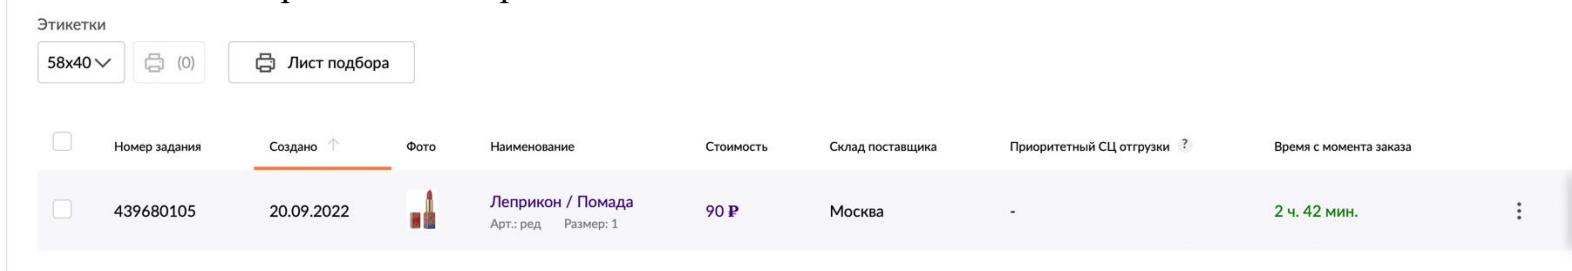 Этикетки
58x40 (0) Лист подбора
Номер задания Создано ↑ Фото Наименование Стоимость Склад поставщика Приоритетный СЦ отгрузки ? Время с момента заказа
439680105 20.09.2022 Леприкон / Помада 90 ₽ Москва - 2 ч. 42 мин.
Арт.: ред Размер: 1